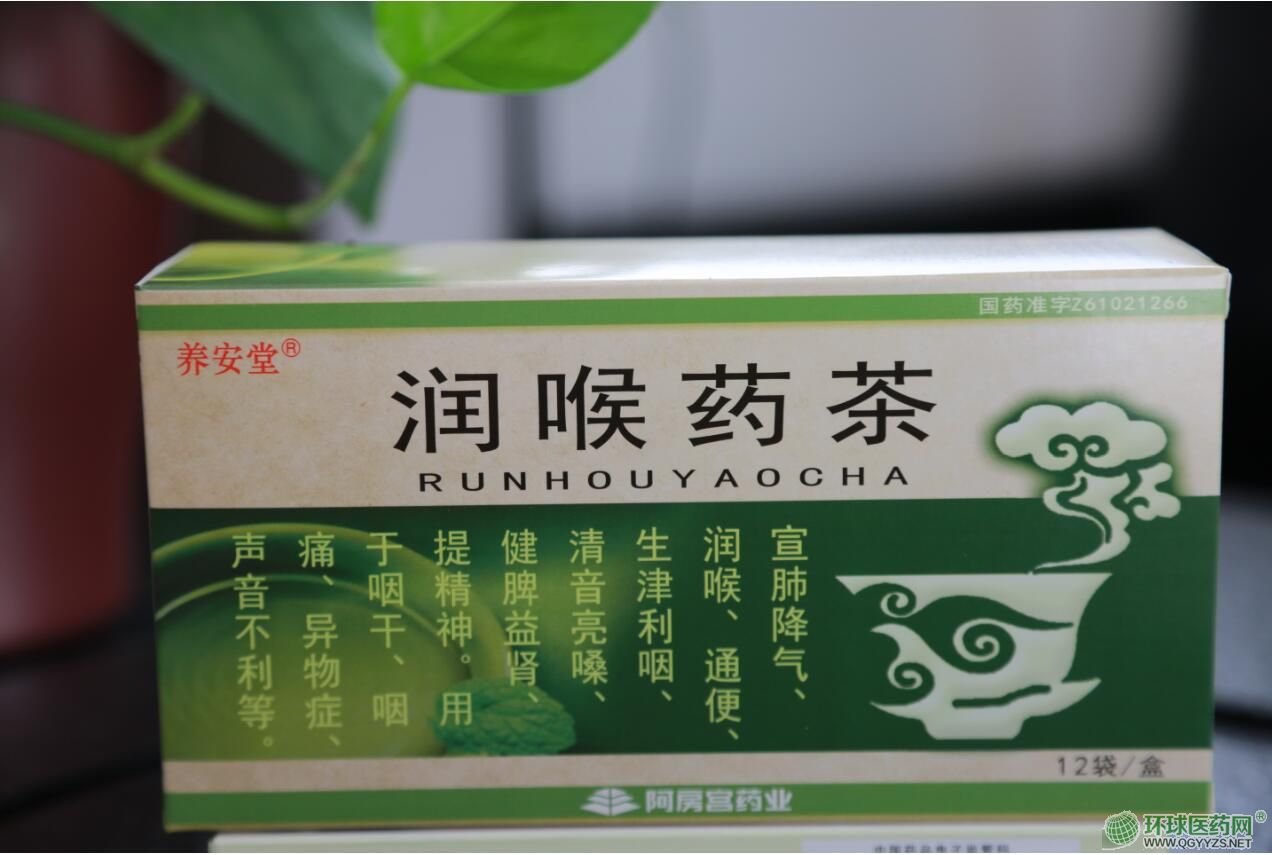 国药准字Z61021266
养安堂®
润喉药茶
RUNHOUYAOCHA
宣肺降气、
润喉、通便、
生津利咽、
清音亮嗓、
健脾益肾、
提精神。用
于咽干、咽
痛、异物症、
声音不利等。
12袋/盒
阿房宫药业
环球医药网®
WWW.QGYYZS.NET